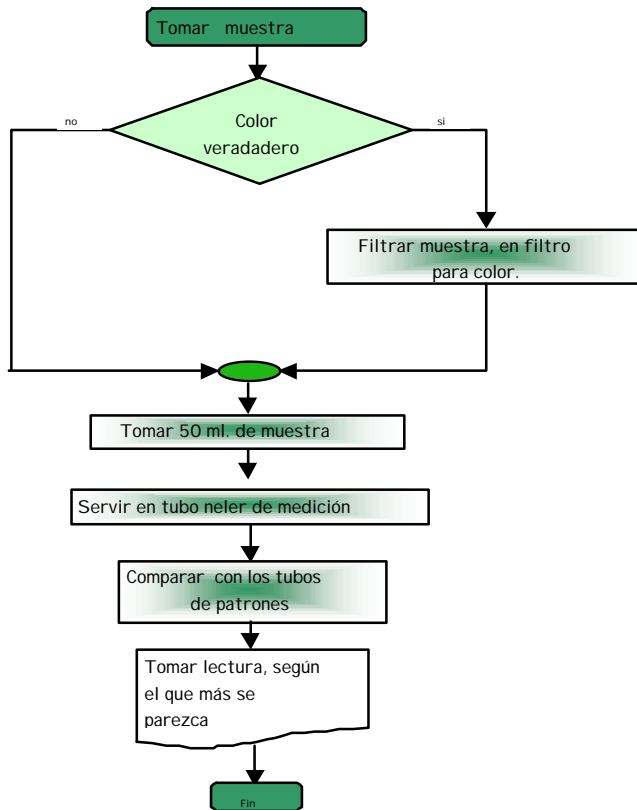 Tomar muestra
no
Color
veradadero
si
Filtrar muestra, en filtro
para color.
Tomar 50 ml. de muestra
Servir en tubo neler de medición
Comparar con los tubos
de patrones
Tomar lectura, según
el que más se
parezca
Fin